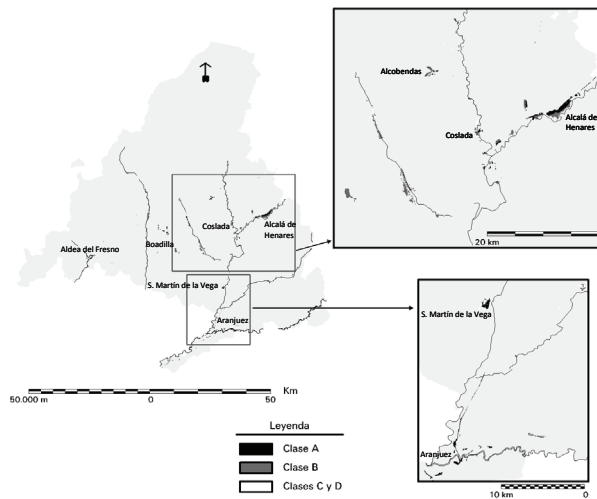 Aldea del Fresno
Boadilla
Coslada
Alcalá de
Henares
S. Martín de la Vega
Aranjuez
Km
50.000 m
0
50
Alcobendas
Coslada
Alcalá de
Henares
20 km
S. Martín de la Vega
Aranjuez
10 km
0
Leyenda
Clase A
Clase B
Clases C y D